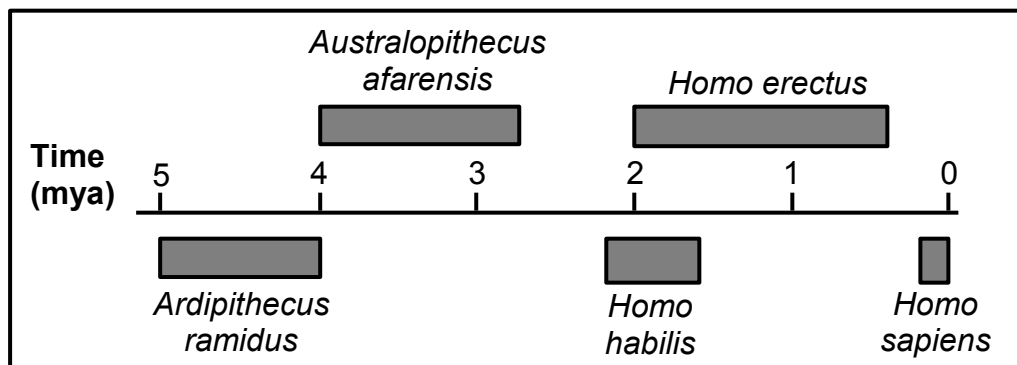 Australopithecus
afarensis
Homo erectus
Time
(mya)
5 4 3 2 1 0
Ardipithecus
ramidus
Homo
habilis
Homo
sapiens